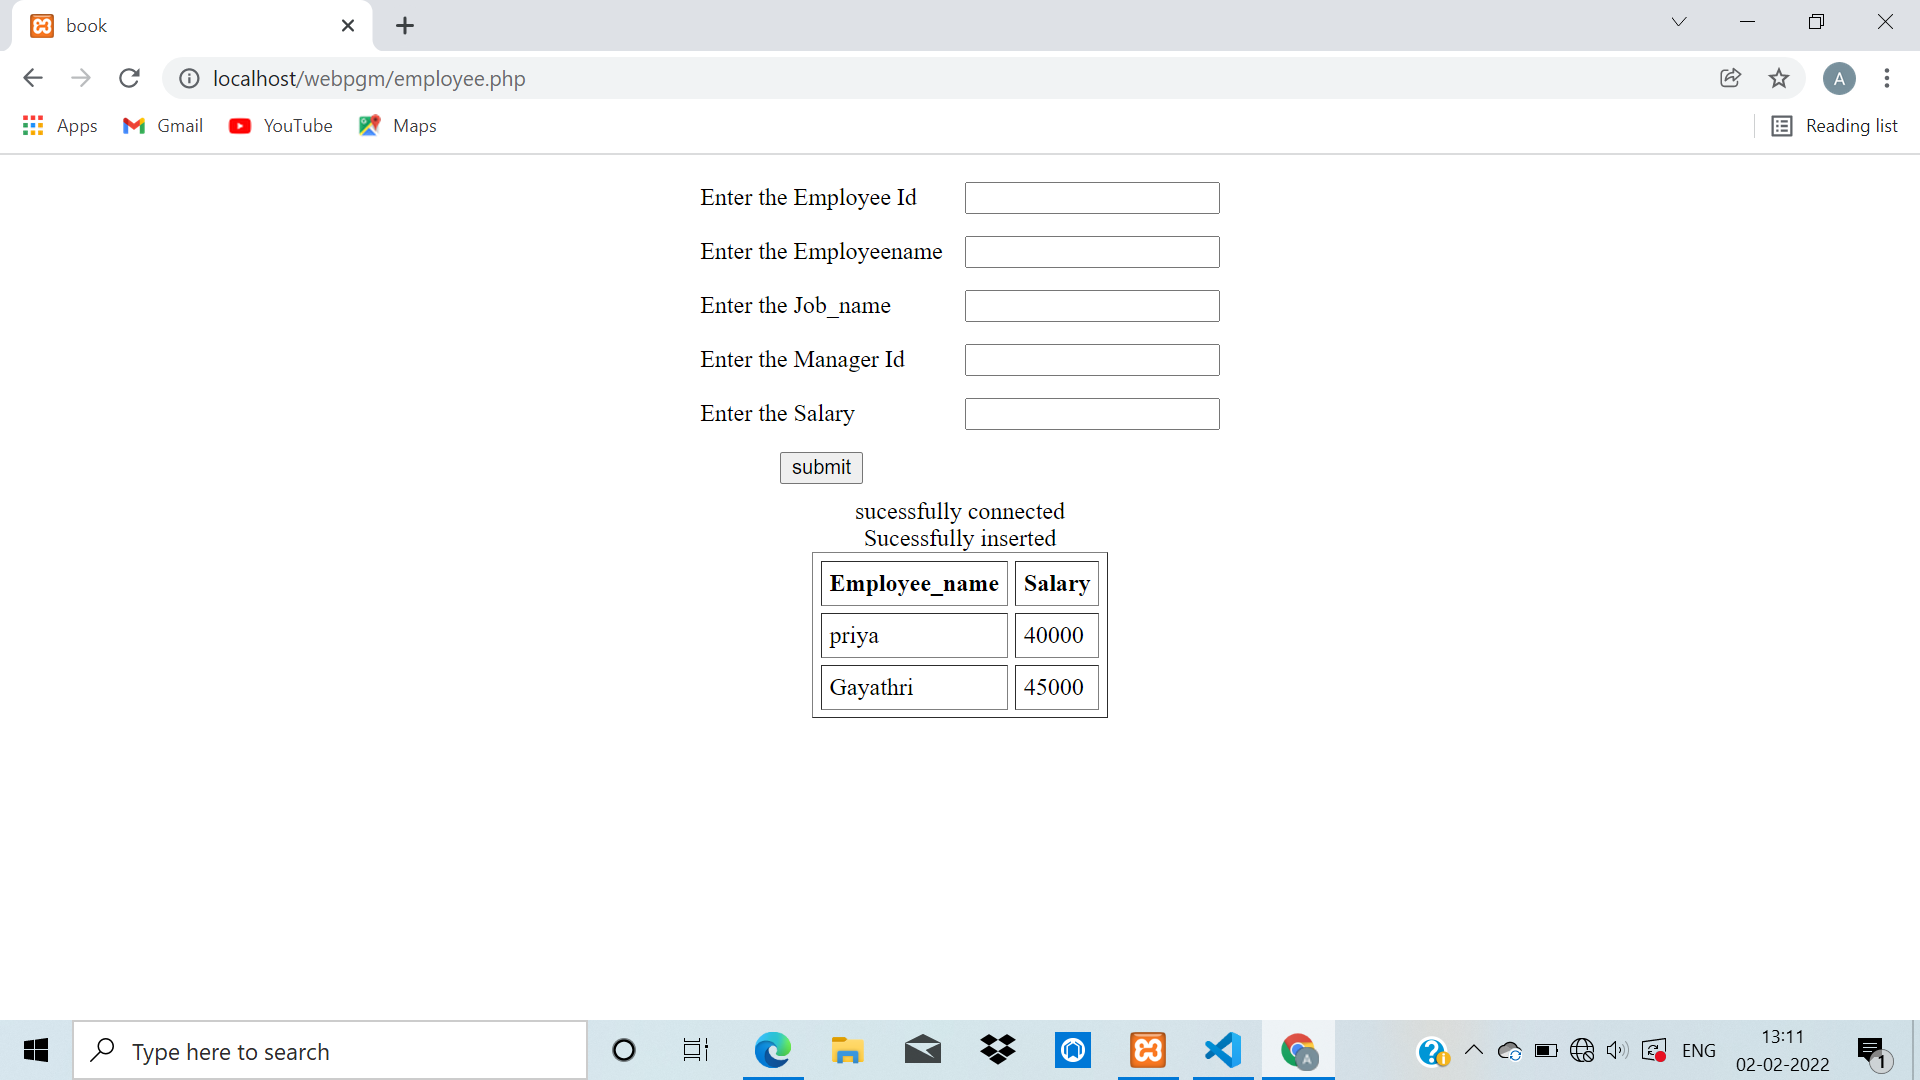 book
localhost/webpgm/employee.php
A
Apps Gmail YouTube Maps Reading list
Enter the Employee Id
Enter the Employeename
Enter the Job_name
Enter the Manager Id
Enter the Salary
submit
sucessfully connected
Sucessfully inserted
Employee_name Salary
priya 40000
Gayathri 45000
Type here to search
A
ENG
13:11
02-02-2022
1